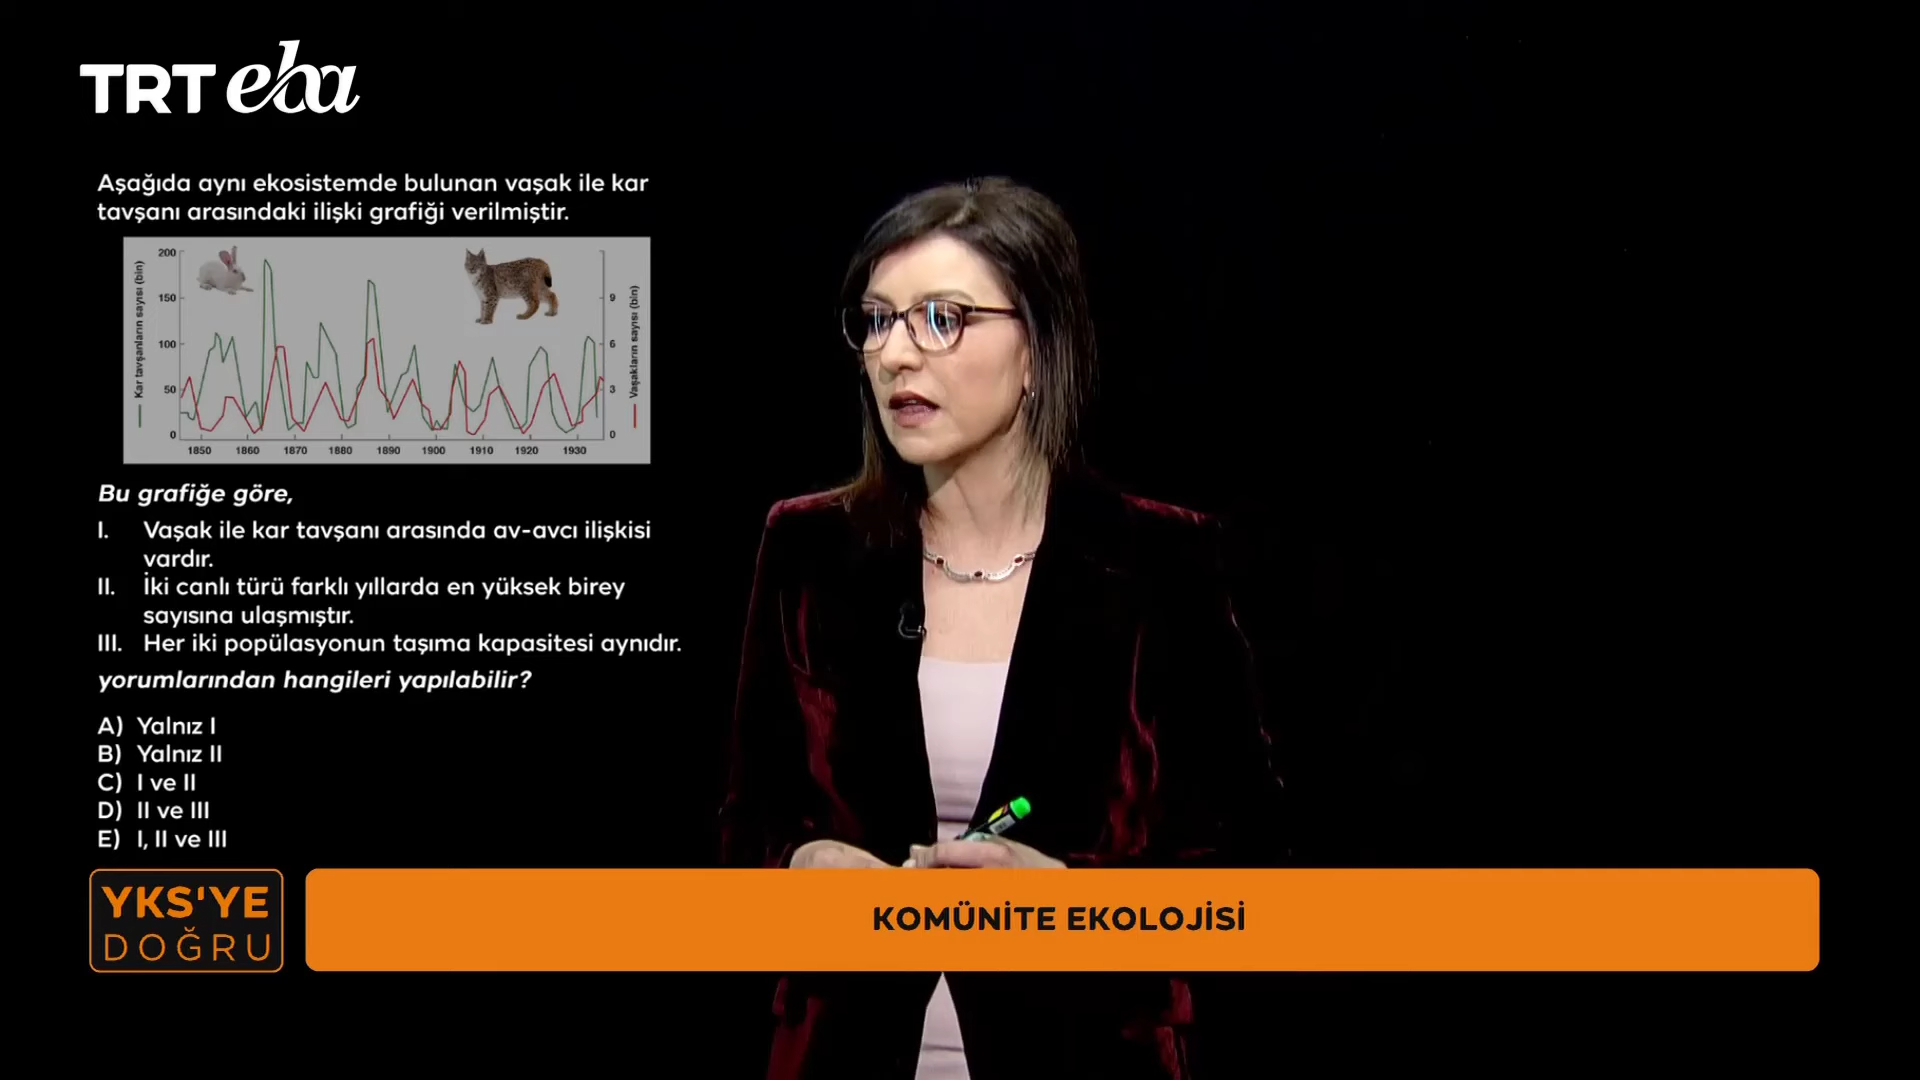 TRT eba
Aşağıda aynı ekosistemde bulunan vaşak ile kar
tavşanı arasındaki ilişki grafiği verilmiştir.
Kar tavşanların sayısı (bin)
200
150
100
50
0
9
6
3
0
Vaşakların sayısı (bin)
1850 1860 1870 1880 1890 1900 1910 1920 1930
Bu grafiğe göre,
I. Vaşak ile kar tavşanı arasında av-avcı ilişkisi
vardır.
II. İki canlı türü farklı yıllarda en yüksek birey
sayısına ulaşmıştır.
III. Her iki popülasyonun taşıma kapasitesi aynıdır.
yorumlarından hangileri yapılabilir?
A) Yalnız I
B) Yalnız II
C) I ve II
D) II ve III
E) I, II ve III
YKS'YE
DOĞRU
KOMÜNİTE EKOLOJİSİ